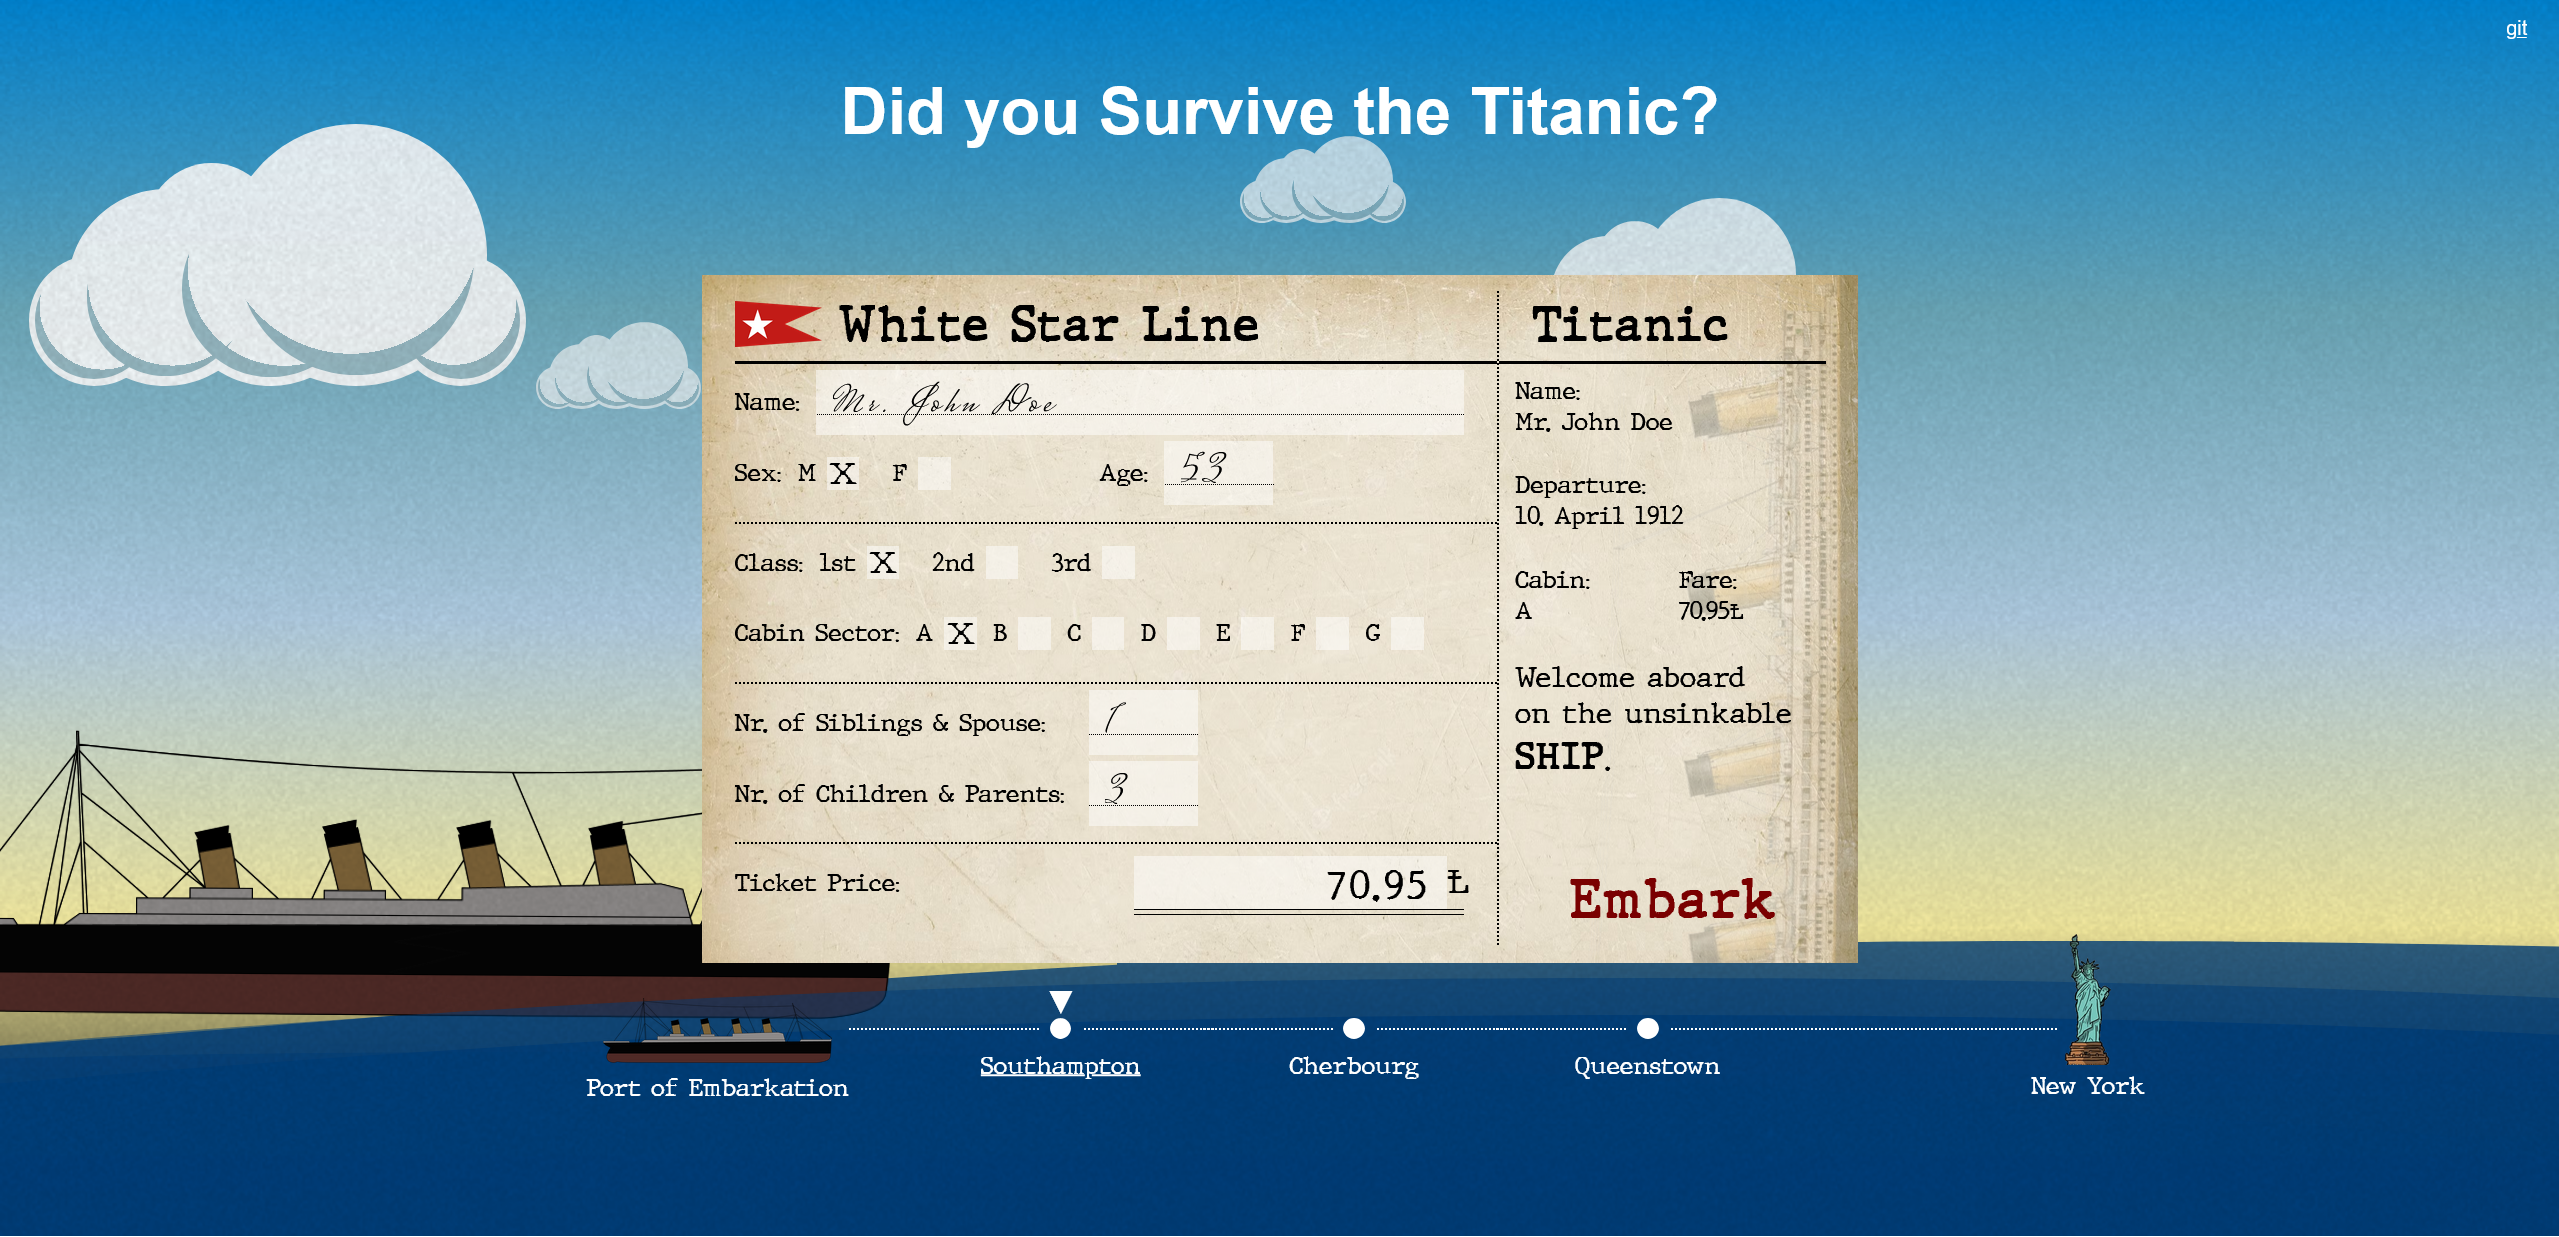 git
Did you Survive the Titanic?
White Star Line
Name: Mr. John Doe
Sex: M X F Age: 53
Class: 1st X 2nd 3rd
Cabin Sector: A X B C D E F G
Nr. of Siblings & Spouse: 1
Nr. of Children & Parents: 3
Ticket Price: 70.95 Ł
Titanic
Name:
Mr. John Doe
Departure:
10. April 1912
Cabin: Fare:
A 70.95Ł
Welcome aboard
on the unsinkable
SHIP.
Embark
Port of Embarkation
Southampton
Cherbourg
Queenstown
New York